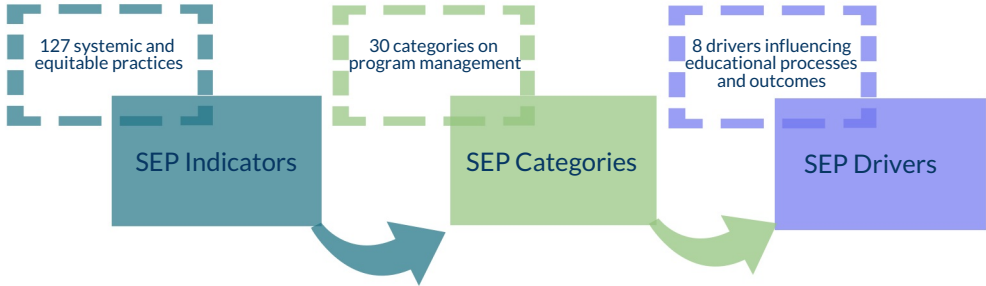 127 systemic and
equitable practices
SEP Indicators
30 categories on
program management
SEP Categories
8 drivers influencing
educational processes
and outcomes
SEP Drivers